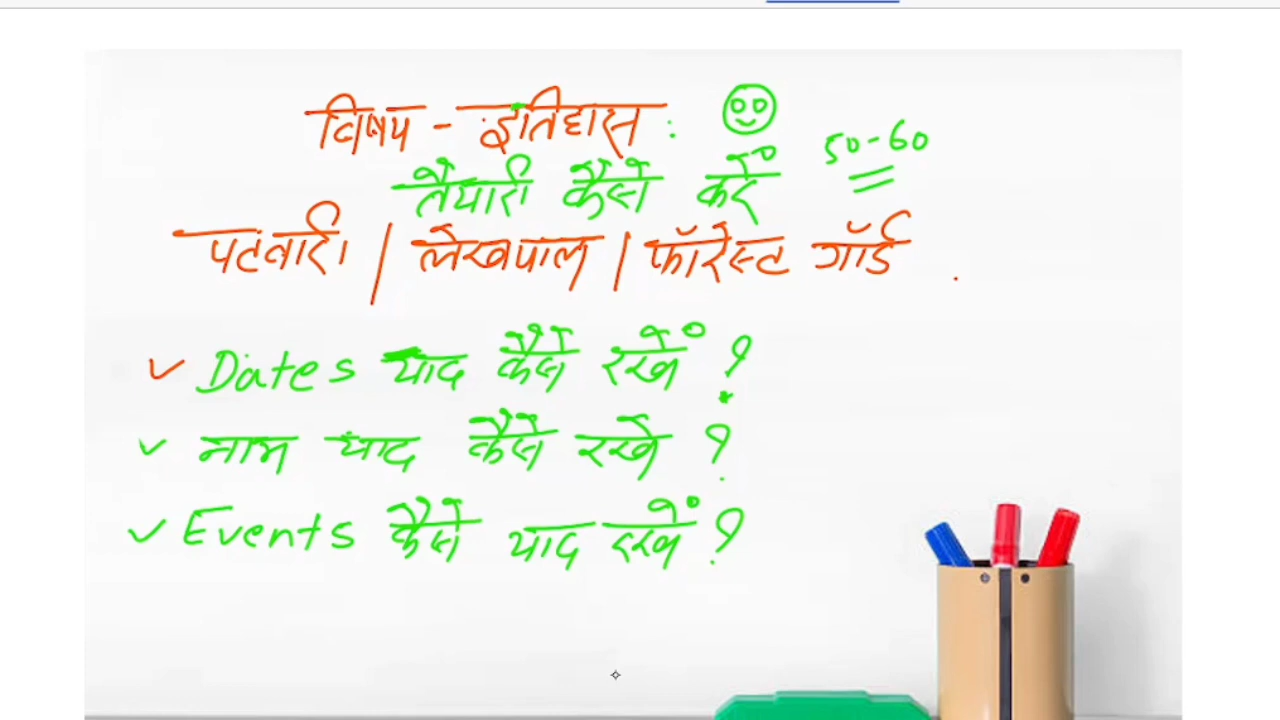 विषय - इतिहास :
तैयारी कैसे करें 50-60
पटवारी / लेखपाल / फॉरेस्ट गॉर्ड .
✓ Dates याद कैसे रखें ?
✓ नाम याद कैसे रखे ?
✓ Events कैसे याद रखें ?